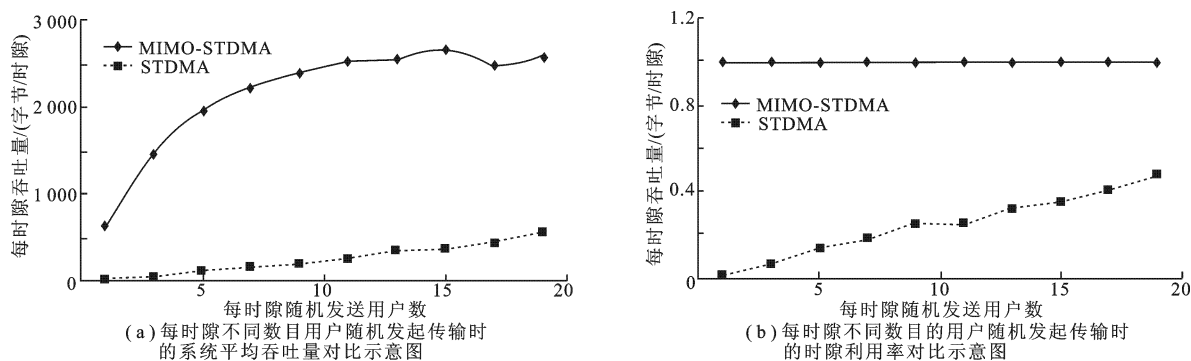 每时隙吞吐量/(字节/时隙)
3 000
2 000
1 000
0
MIMO-STDMA
STDMA
5
10
15
20
每时隙随机发送用户数
(a)每时隙不同数目用户随机发起传输时
的系统平均吞吐量对比示意图
每时隙吞吐量/(字节/时隙)
1.2
0.8
0.4
0
MIMO-STDMA
STDMA
5
10
15
20
每时隙随机发送用户数
(b)每时隙不同数目的用户随机发起传输时
的时隙利用率对比示意图